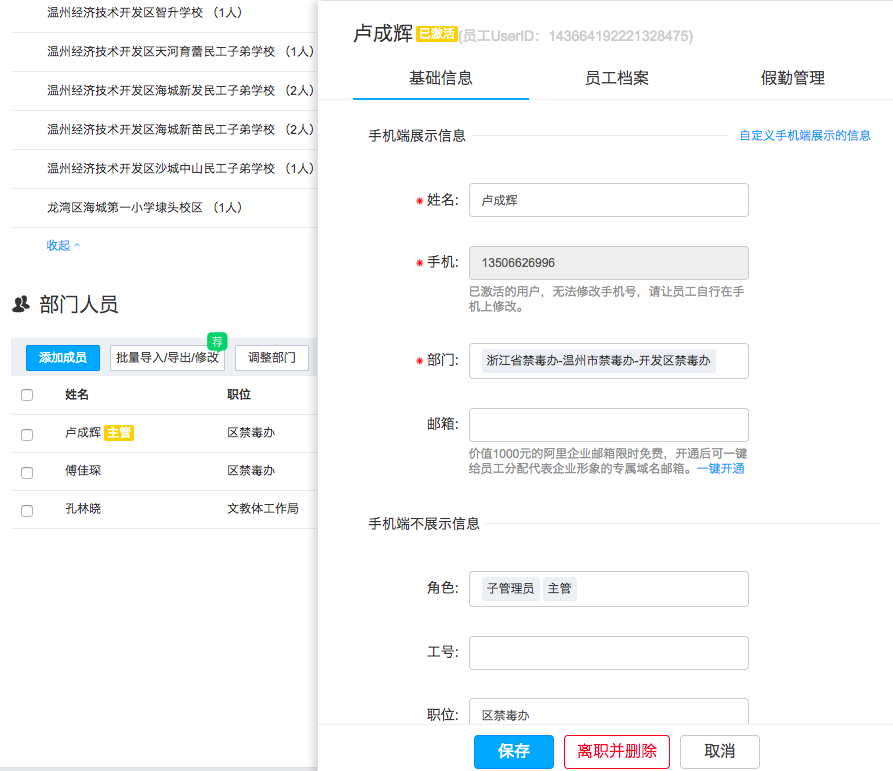 温州经济技术开发区智升学校 （1人）
温州经济技术开发区天河育蕾民工子弟学校 （1人）
温州经济技术开发区海城新发民工子弟学校 （2人）
温州经济技术开发区海城新苗民工子弟学校 （2人）
温州经济技术开发区沙城中山民工子弟学校 （1人）
龙湾区海城第一小学埭头校区 （1人）
收起
部门人员
荐
添加成员 批量导入/导出/修改 调整部门
姓名 职位
卢成辉 主管 区禁毒办
傅佳琛 区禁毒办
孔林晓 文教体工作局
卢成辉 已激活 (员工UserID：143664192221328475)
基础信息 员工档案 假勤管理
手机端展示信息 自定义手机端展示的信息
* 姓名: 卢成辉
* 手机: 13506626996
已激活的用户，无法修改手机号，请让员工自行在手
机上修改。
* 部门: 浙江省禁毒办-温州市禁毒办-开发区禁毒办
邮箱:
价值1000元的阿里企业邮箱限时免费，开通后可一键
给员工分配代表企业形象的专属域名邮箱。一键开通
手机端不展示信息
角色: 子管理员 主管
工号:
职位: 区禁毒办
保存 离职并删除 取消